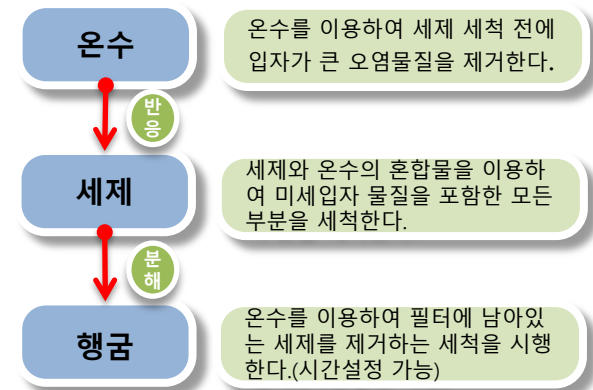 온수
온수를 이용하여 세제 세척 전에
입자가 큰 오염물질을 제거한다.
반
응
세제
세제와 온수의 혼합물을 이용하
여 미세입자 물질을 포함한 모든
부분을 세척한다.
분
해
행굼
온수를 이용하여 필터에 남아있
는 세제를 제거하는 세척을 시행
한다.(시간설정 가능)